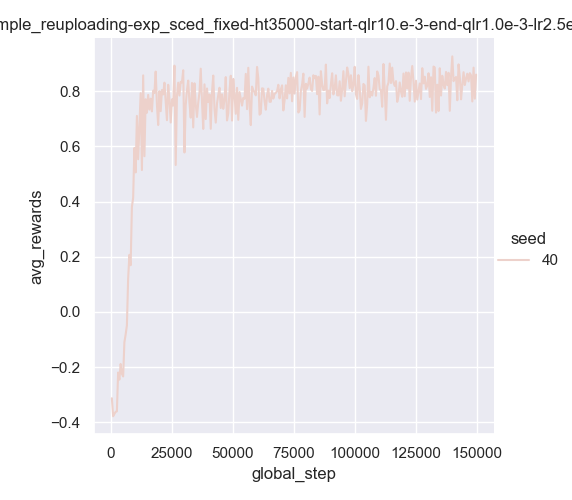 mple_reuploading-exp_sced_fixed-ht35000-start-qlr10.e-3-end-qlr1.0e-3-lr2.5e
avg_rewards
0.8
0.6
0.4
0.2
0.0
−0.2
−0.4
0 25000 50000 75000 100000 125000 150000
global_step
seed
40